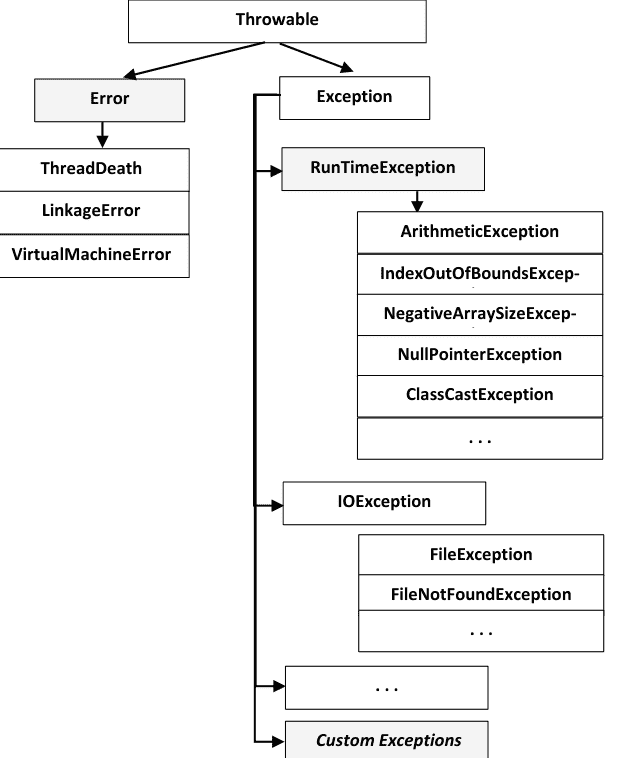 Throwable
Error
Exception
ThreadDeath
LinkageError
VirtualMachineError
RunTimeException
ArithmeticException
IndexOutOfBoundsExcep-
NegativeArraySizeExcep-
NullPointerException
ClassCastException
. . .
IOException
FileException
FileNotFoundException
. . .
. . .
Custom Exceptions